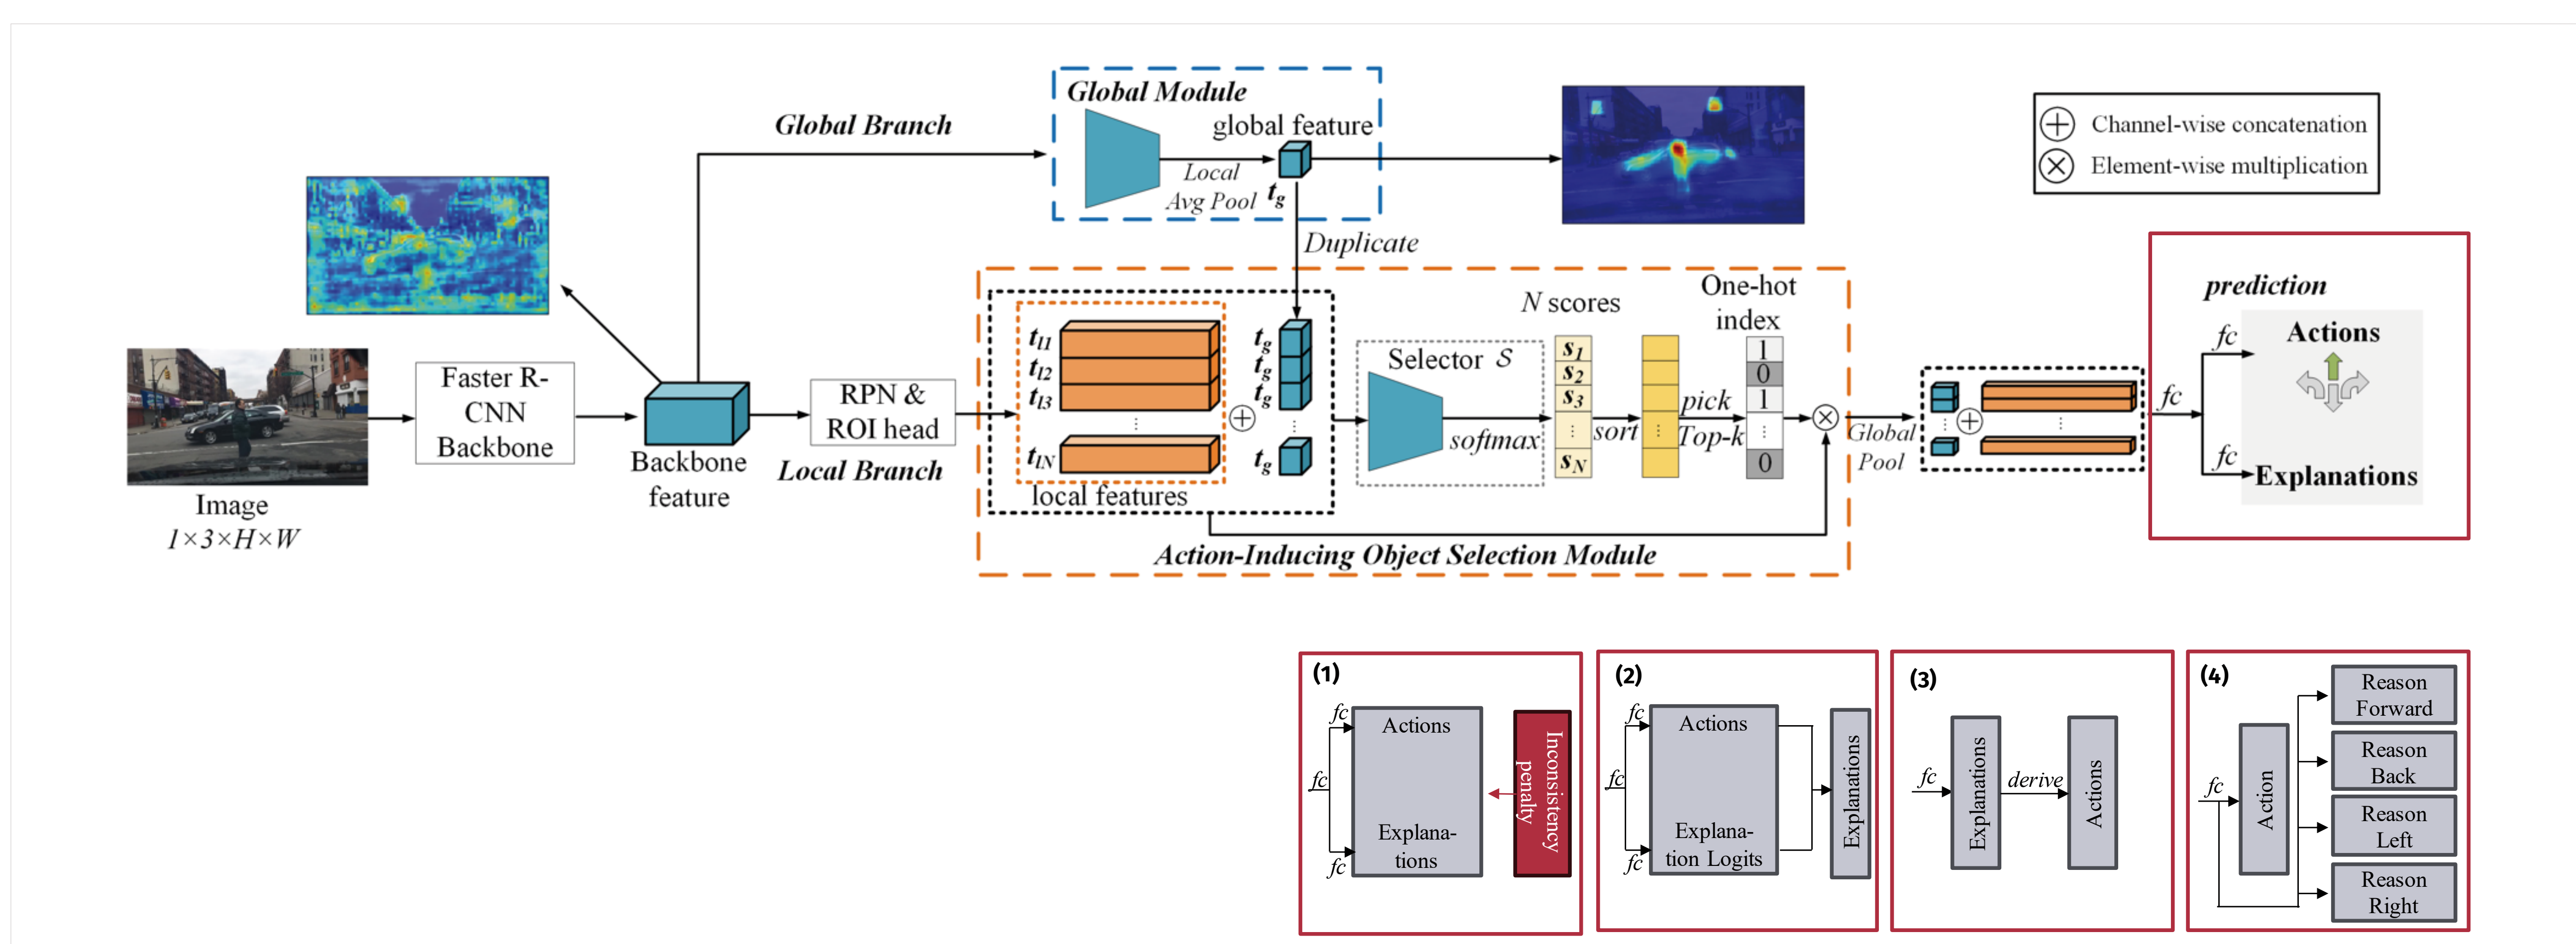 Global Module
global feature
Global Branch
Local
Avg Pool
t_g
Duplicate
⊕ Channel-wise concatenation
⊗ Element-wise multiplication
Image
1×3×H×W
Faster R-
CNN
Backbone
Backbone
feature
RPN &
ROI head
Local Branch
t_l1
t_l2
t_l3
⋮
t_lN
local features
⊕
t_g
t_g
t_g
⋮
t_g
Selector S
softmax
N scores
s_1
s_2
s_3
⋮
s_N
sort
⋮
pick
Top-k
One-hot
index
1
0
1
⋮
0
⊗
Action-Inducing Object Selection Module
Global
Pool
⋮ ⊕ ⋮
fc
prediction
fc
Actions
fc
Explanations
(1)
fc
fc
fc
Actions
Explana-
tions
Inconsistency
penalty
(2)
fc
fc
fc
Actions
Explana-
tion Logits
Explanations
(3)
fc
Explanations
derive
Actions
(4)
fc
Action
Reason
Forward
Reason
Back
Reason
Left
Reason
Right